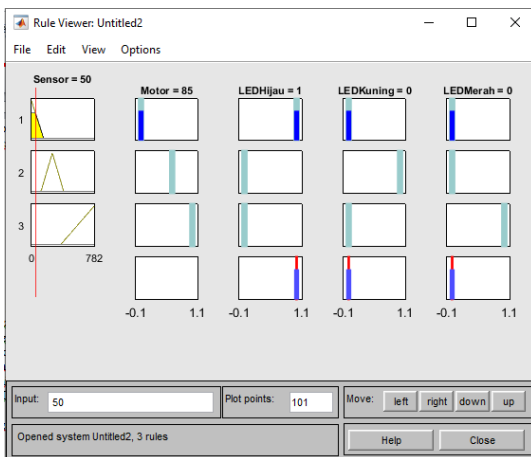 Rule Viewer: Untitled2
File Edit View Options
Sensor = 50 Motor = 85 LEDHijau = 1 LEDKuning = 0 LEDMerah = 0
1
2
3
0 782
-0.1 1.1 -0.1 1.1 -0.1 1.1 -0.1 1.1
Input: 50 Plot points: 101 Move: left right down up
Opened system Untitled2, 3 rules Help Close